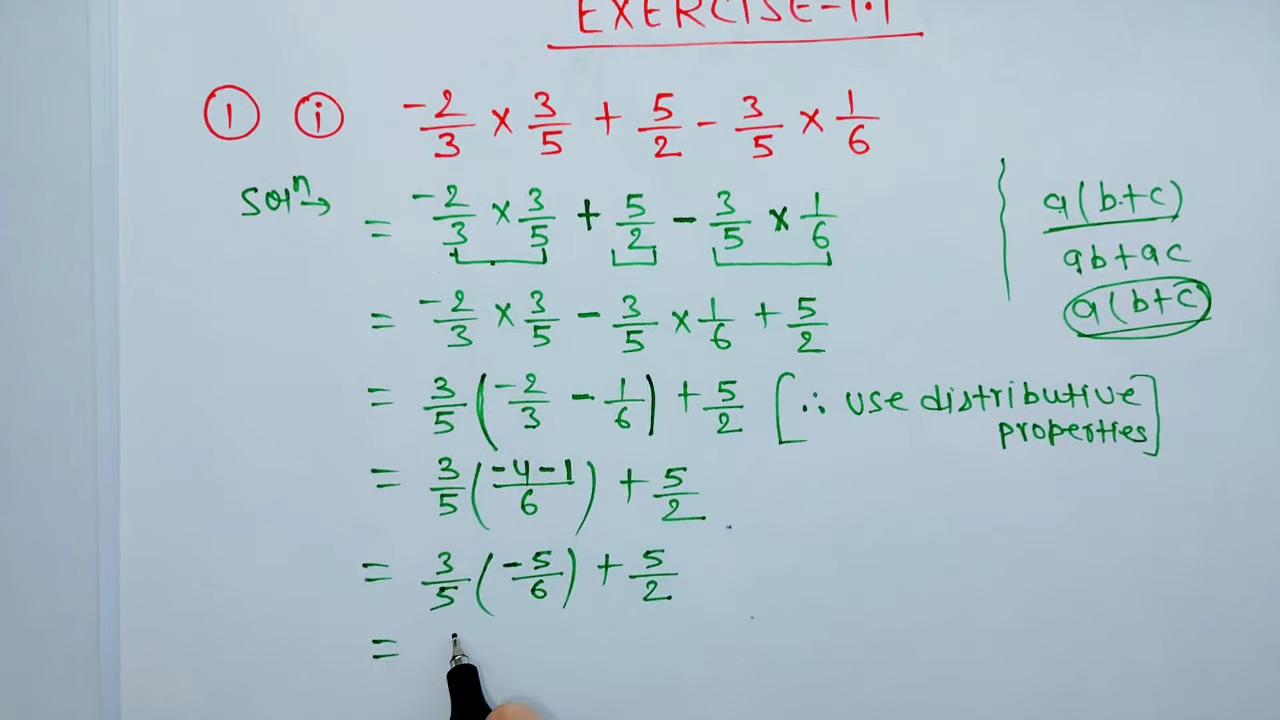 EXERCISE-1.1
① ⓘ -2/3 × 3/5 + 5/2 - 3/5 × 1/6
Solⁿ→
= -2/3 × 3/5 + 5/2 - 3/5 × 1/6
a(b+c)
ab+ac
a(b+c)
= -2/3 × 3/5 - 3/5 × 1/6 + 5/2
= 3/5 (-2/3 - 1/6) + 5/2 [∴ use distributive
properties]
= 3/5 (-4-1/6) + 5/2
= 3/5 (-5/6) + 5/2
=